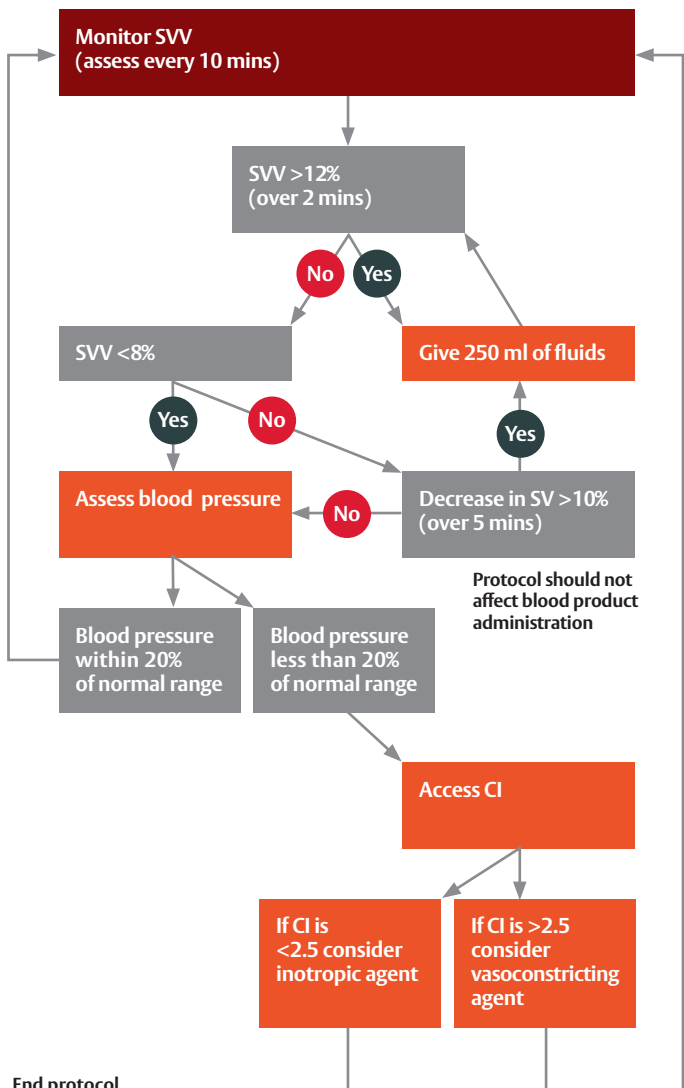 Monitor SVV
(assess every 10 mins)
SVV >12%
(over 2 mins)
No
Yes
SVV <8%
Give 250 ml of fluids
Yes
No
Yes
Assess blood pressure
No
Decrease in SV >10%
(over 5 mins)
Protocol should not
affect blood product
administration
Blood pressure
within 20%
of normal range
Blood pressure
less than 20%
of normal range
Access CI
If CI is
<2.5 consider
inotropic agent
If CI is >2.5
consider
vasoconstricting
agent
End protocol